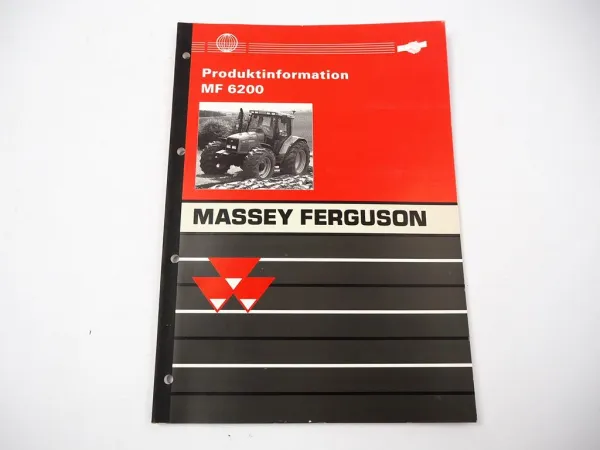 Produktinformation
MF 6200
MASSEY FERGUSON